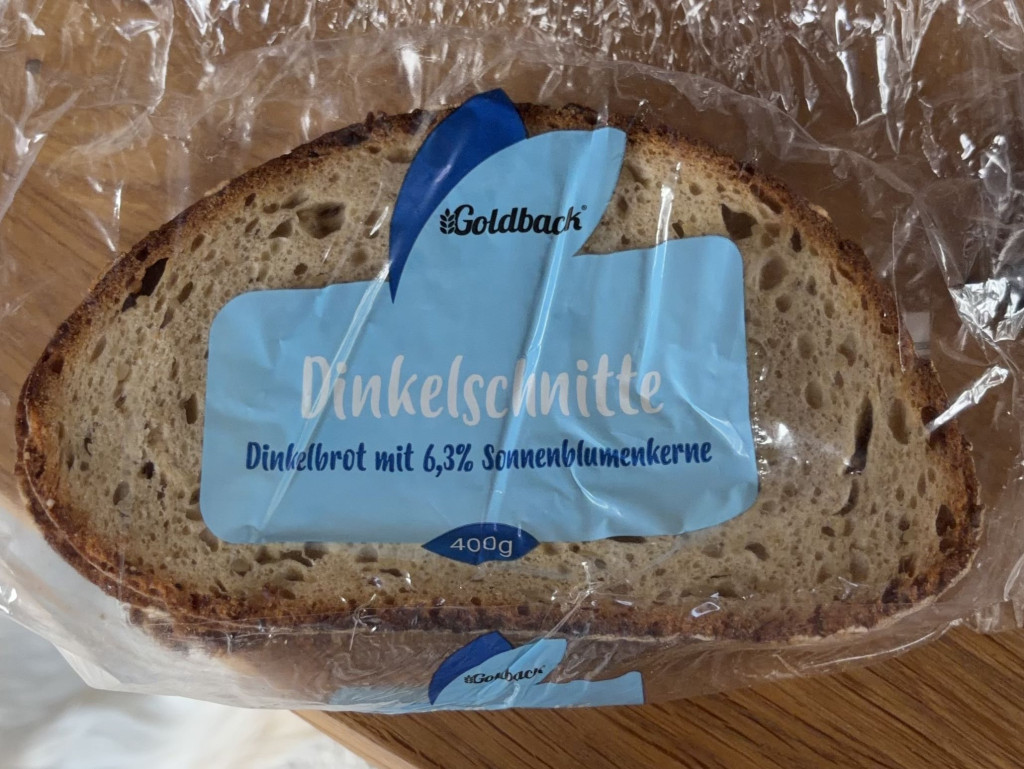 Goldback®
Dinkelschnitte
Dinkelbrot mit 6,3% Sonnenblumenkerne
400g
Goldback